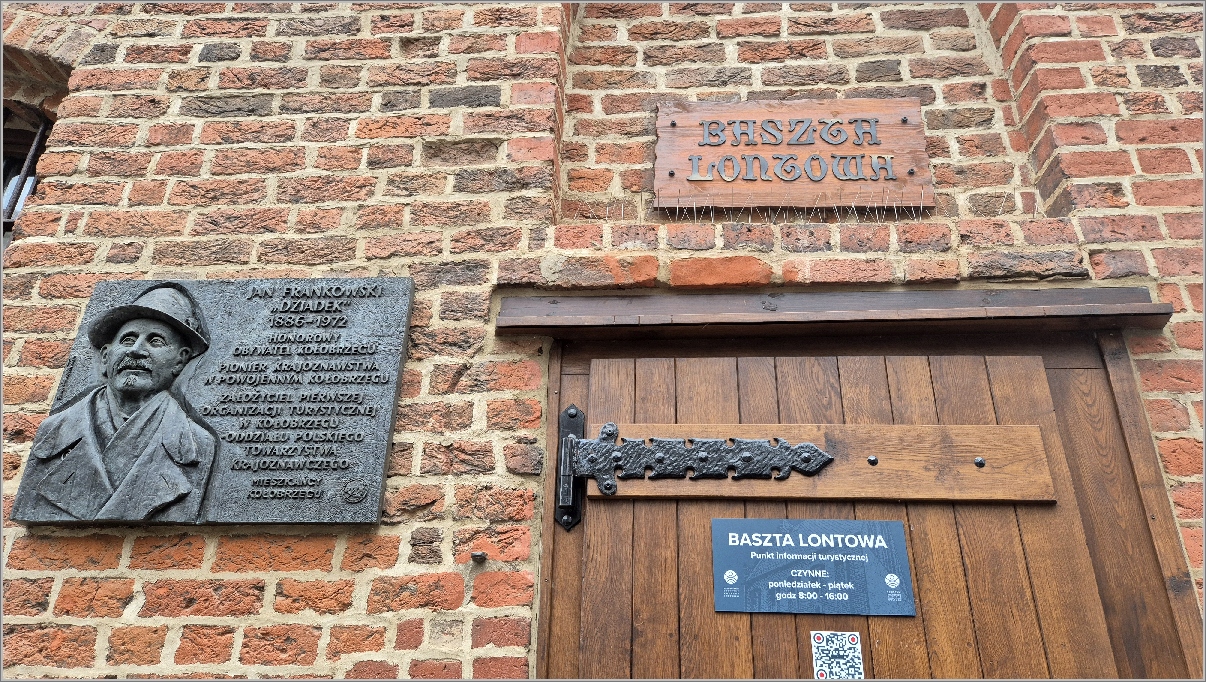 BASZTA
LONTOWA
JAN FRANKOWSKI
„DZIADEK”
1886-1972
HONOROWY
OBYWATEL KOŁOBRZEGU
PIONIER KRAJOZNAWSTWA
W POWOJENNYM KOŁOBRZEGU
ZAŁOŻYCIEL PIERWSZEJ
ORGANIZACJI TURYSTYCZNEJ
W KOŁOBRZEGU
ODDZIAŁU POLSKIEGO
TOWARZYSTWA
KRAJOZNAWCZEGO
MIESZKAŃCY
KOŁOBRZEGU
BASZTA LONTOWA
Punkt informacji turystycznej
CZYNNE:
poniedziałek - piątek
godz 8:00 - 16:00